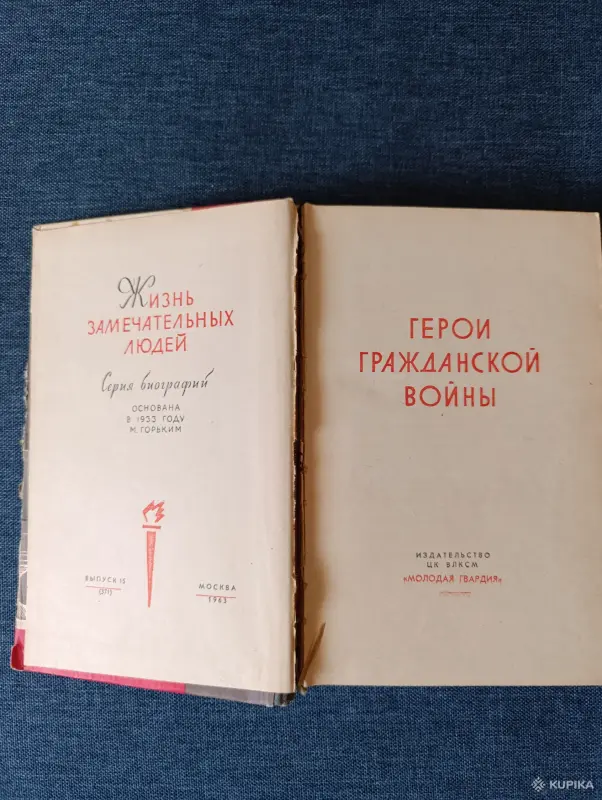 Жизнь
ЗАМЕЧАТЕЛЬНЫХ
ЛЮДЕЙ
Серия биографий
ОСНОВАНА
В 1933 ГОДУ
М. ГОРЬКИМ
ВЫПУСК 15
(371)
МОСКВА
1963
ГЕРОИ
ГРАЖДАНСКОЙ
ВОЙНЫ
ИЗДАТЕЛЬСТВО
ЦК ВЛКСМ
«МОЛОДАЯ ГВАРДИЯ»
KUPIKA